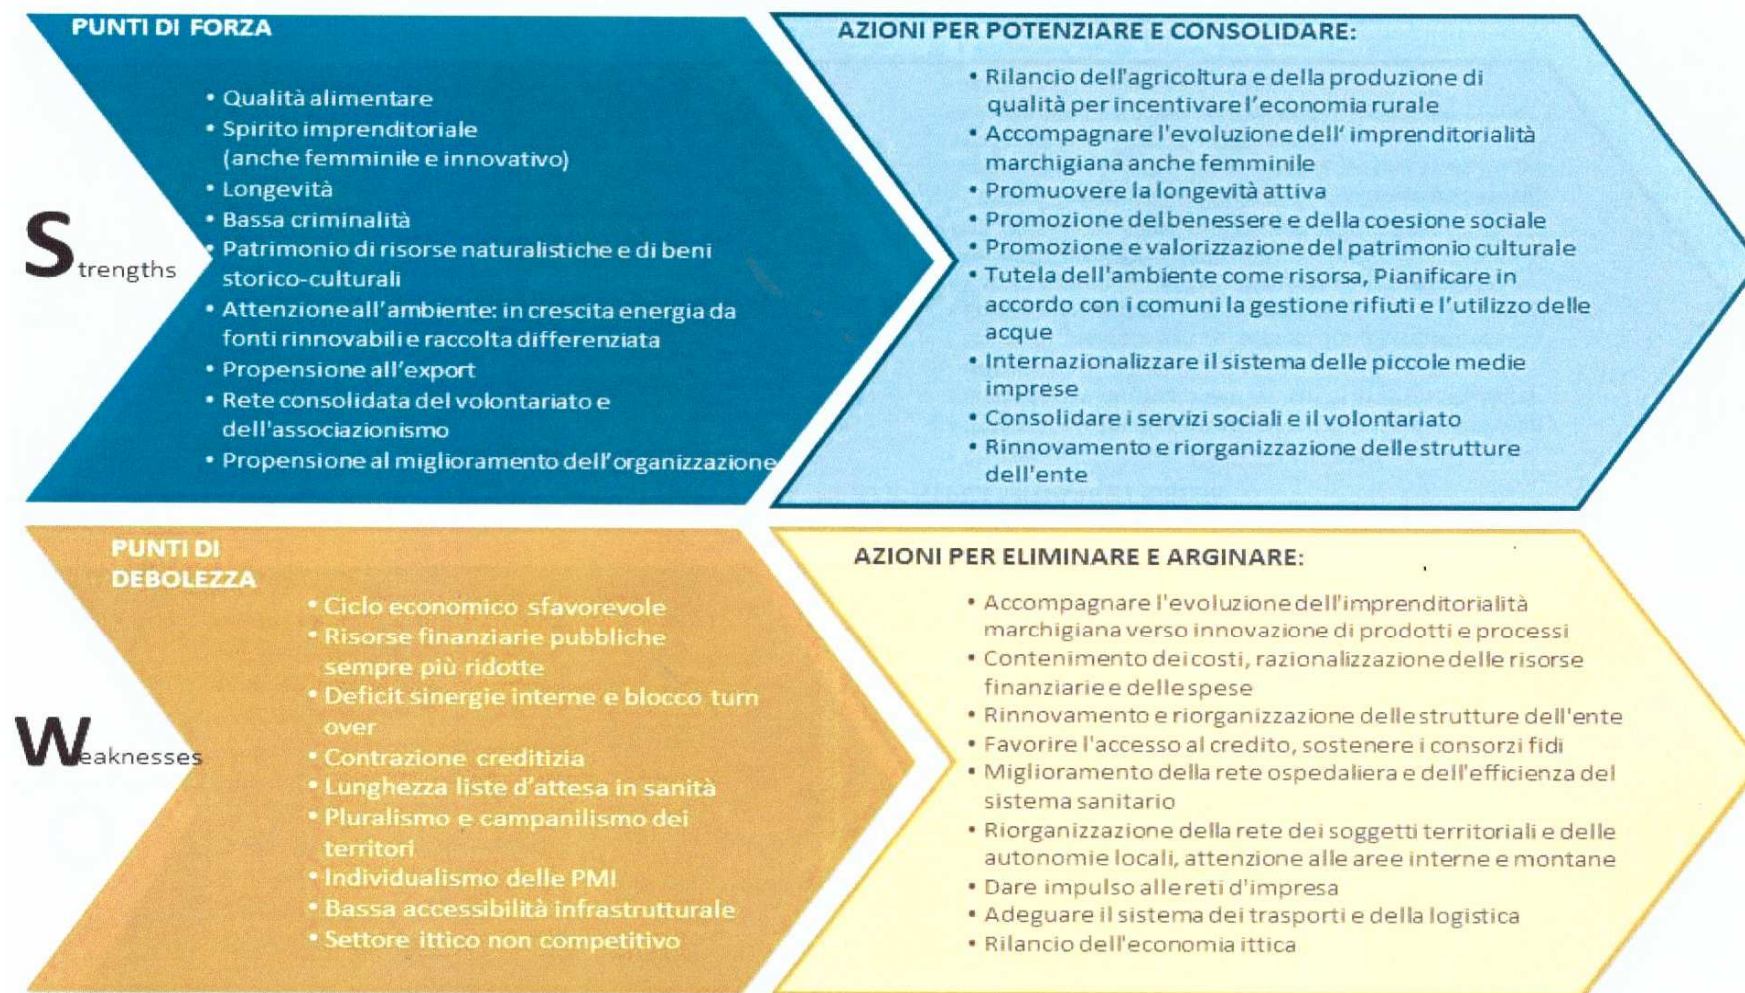 PUNTI DI FORZA
• Qualità alimentare
• Spirito imprenditoriale
(anche femminile e innovativo)
• Longevità
• Bassa criminalità
• Patrimonio di risorse naturalistiche e di beni
storico-culturali
• Attenzione all'ambiente: in crescita energia da
fonti rinnovabili e raccolta differenziata
• Propensione all'export
• Rete consolidata del volontariato e
dell'associazionismo
• Propensione al miglioramento dell'organizzazione
Strengths
AZIONI PER POTENZIARE E CONSOLIDARE:
• Rilancio dell'agricoltura e della produzione di
qualità per incentivare l'economia rurale
• Accompagnare l'evoluzione dell' imprenditorialità
marchigiana anche femminile
• Promuovere la longevità attiva
• Promozione del benessere e della coesione sociale
• Promozione e valorizzazione del patrimonio culturale
• Tutela dell'ambiente come risorsa, Pianificare in
accordo con i comuni la gestione rifiuti e l'utilizzo delle
acque
• Internazionalizzare il sistema delle piccole medie
imprese
• Consolidare i servizi sociali e il volontariato
• Rinnovamento e riorganizzazione delle strutture
dell'ente
PUNTI DI
DEBOLEZZA
• Ciclo economico sfavorevole
• Risorse finanziarie pubbliche
sempre più ridotte
• Deficit sinergie interne e blocco turn
over
• Contrazione creditizia
• Lunghezza liste d'attesa in sanità
• Pluralismo e campanilismo dei
territori
• Individualismo delle PMI
• Bassa accessibilità infrastrutturale
• Settore ittico non competitivo
Weaknesses
AZIONI PER ELIMINARE E ARGINARE:
• Accompagnare l'evoluzione dell'imprenditorialità
marchigiana verso innovazione di prodotti e processi
• Contenimento dei costi, razionalizzazione delle risorse
finanziarie e delle spese
• Rinnovamento e riorganizzazione delle strutture dell'ente
• Favorire l'accesso al credito, sostenere i consorzi fidi
• Miglioramento della rete ospedaliera e dell'efficienza del
sistema sanitario
• Riorganizzazione della rete dei soggetti territoriali e delle
autonomie locali, attenzione alle aree interne e montane
• Dare impulso alle reti d'impresa
• Adeguare il sistema dei trasporti e della logistica
• Rilancio dell'economia ittica